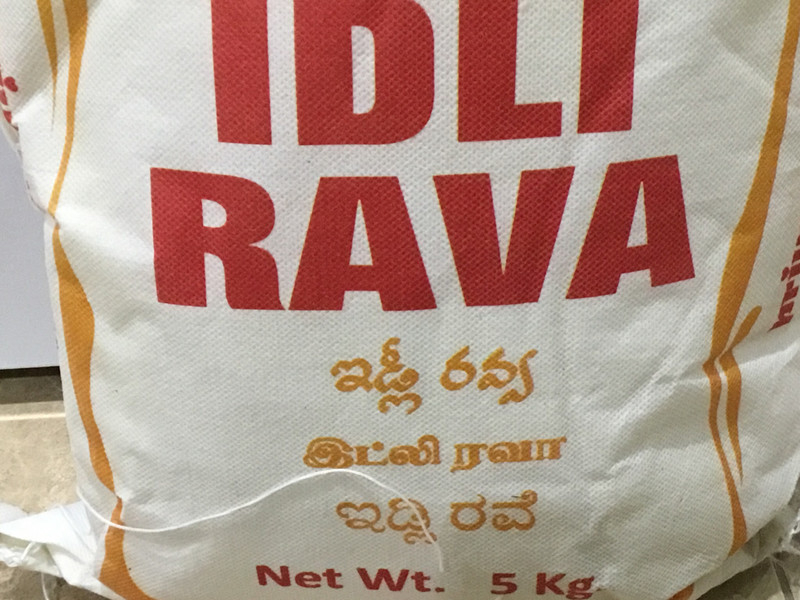 IDLI
RAVA
ఇడ్లీ రవ్వ
இட்லி ரவா
ಇಡ್ಲಿ ರವೆ
Net Wt. 5 Kg.